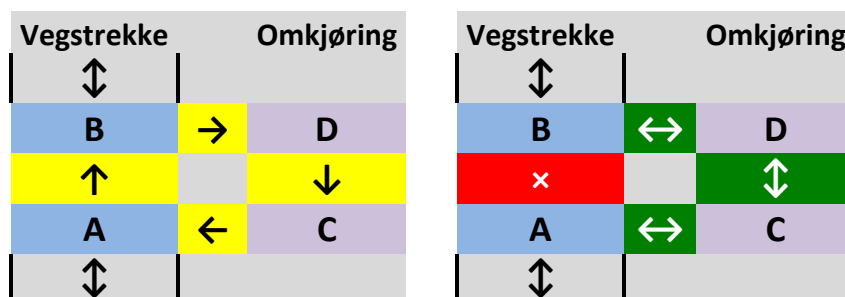 Vegstrekke Omkjøring Vegstrekke Omkjøring
↕ ↕
B → D B ↔ D
↑ ↓ × ↕
A ← C A ↔ C
↕ ↕